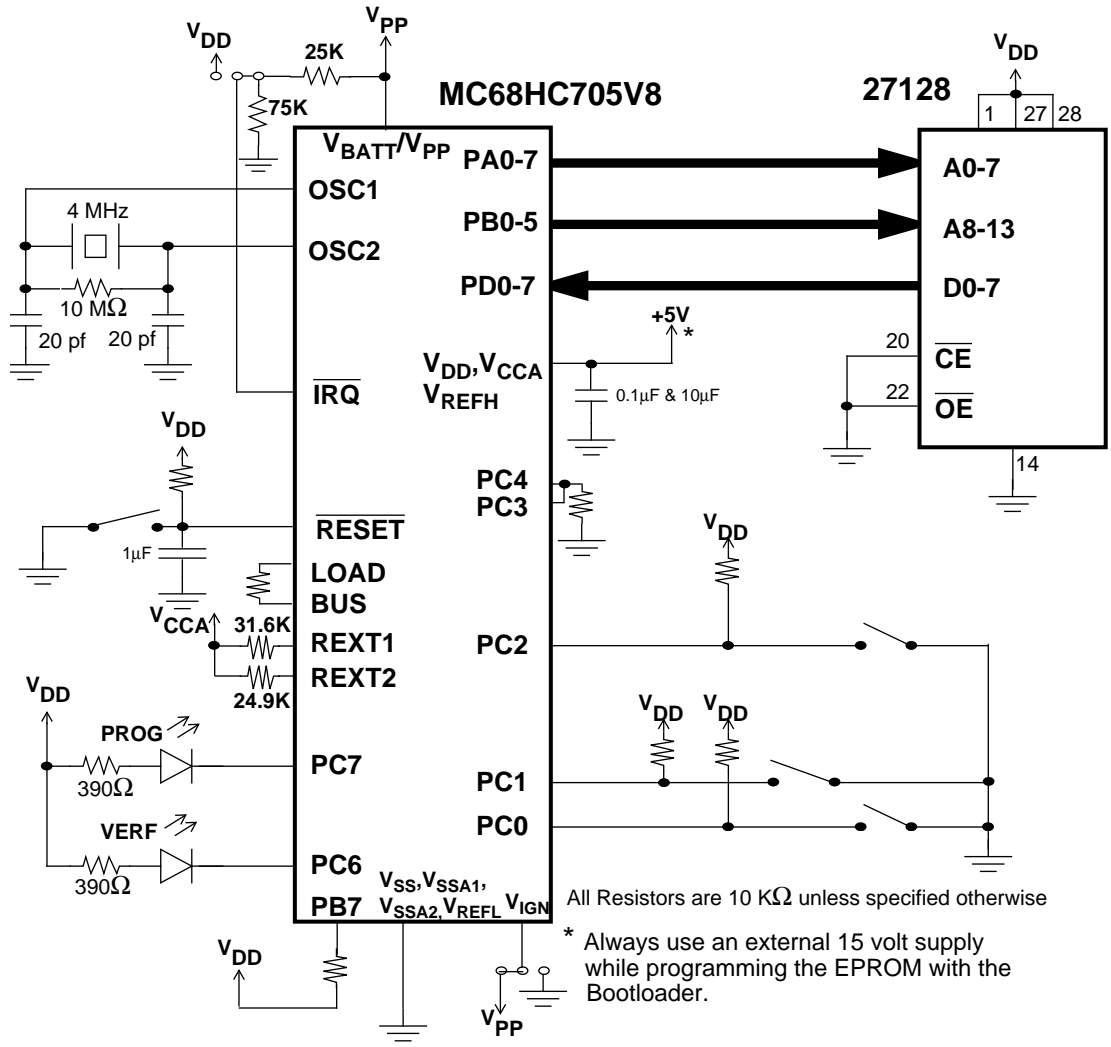 VDD
VPP
25K
75K
MC68HC705V8
27128
VDD
1
27
28
VBATT/VPP
PA0-7
A0-7
OSC1
4 MHz
OSC2
PB0-5
A8-13
PD0-7
D0-7
10 MΩ
20 pf
20 pf
+5V
*
VDD,VCCA
VREFH
0.1μF & 10μF
20
CE
22
OE
14
IRQ
VDD
PC4
PC3
RESET
1μF
VDD
LOAD
BUS
VCCA
31.6K
REXT1
PC2
REXT2
24.9K
VDD
VDD
VDD
PROG
PC7
390Ω
PC1
VERF
PC0
PC6
390Ω
VSS,VSSA1,
VSSA2,VREFL
VIGN
PB7
All Resistors are 10 KΩ unless specified otherwise
VDD
* Always use an external 15 volt supply
while programming the EPROM with the
Bootloader.
VPP